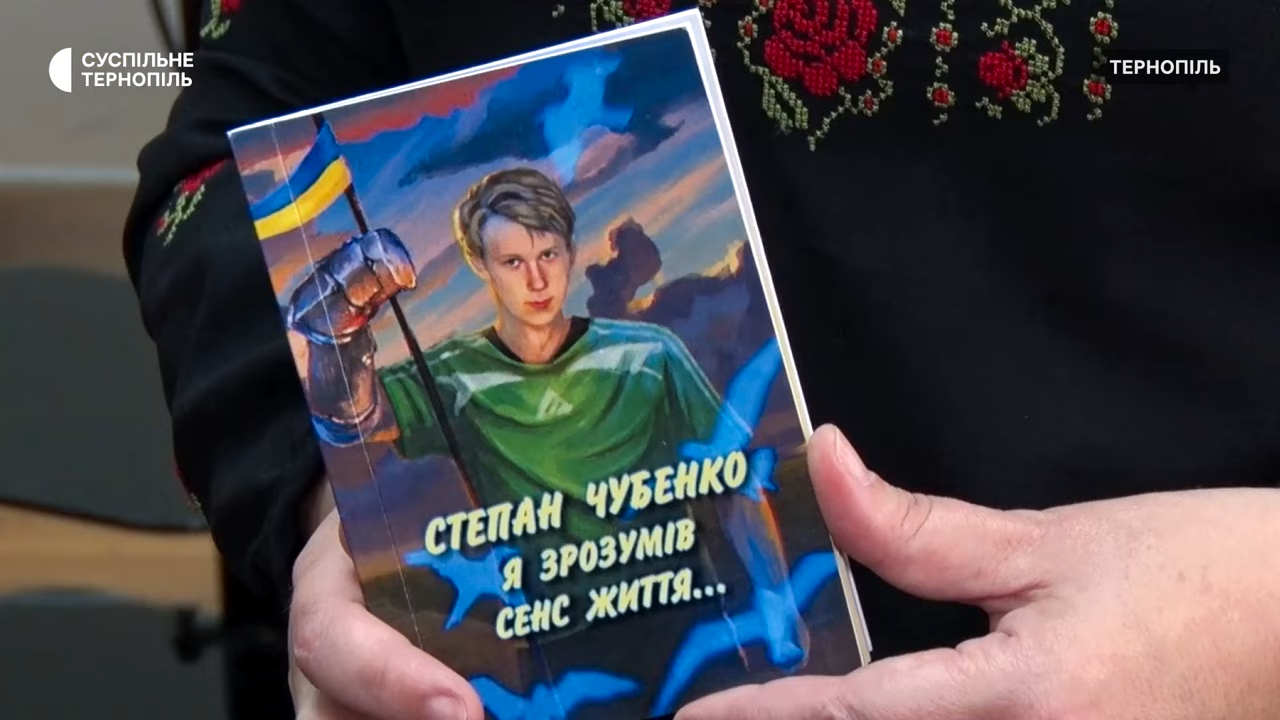 СУСПІЛЬНЕ
ТЕРНОПІЛЬ
ТЕРНОПІЛЬ
СТЕПАН ЧУБЕНКО
Я ЗРОЗУМІВ
СЕНС ЖИТТЯ...